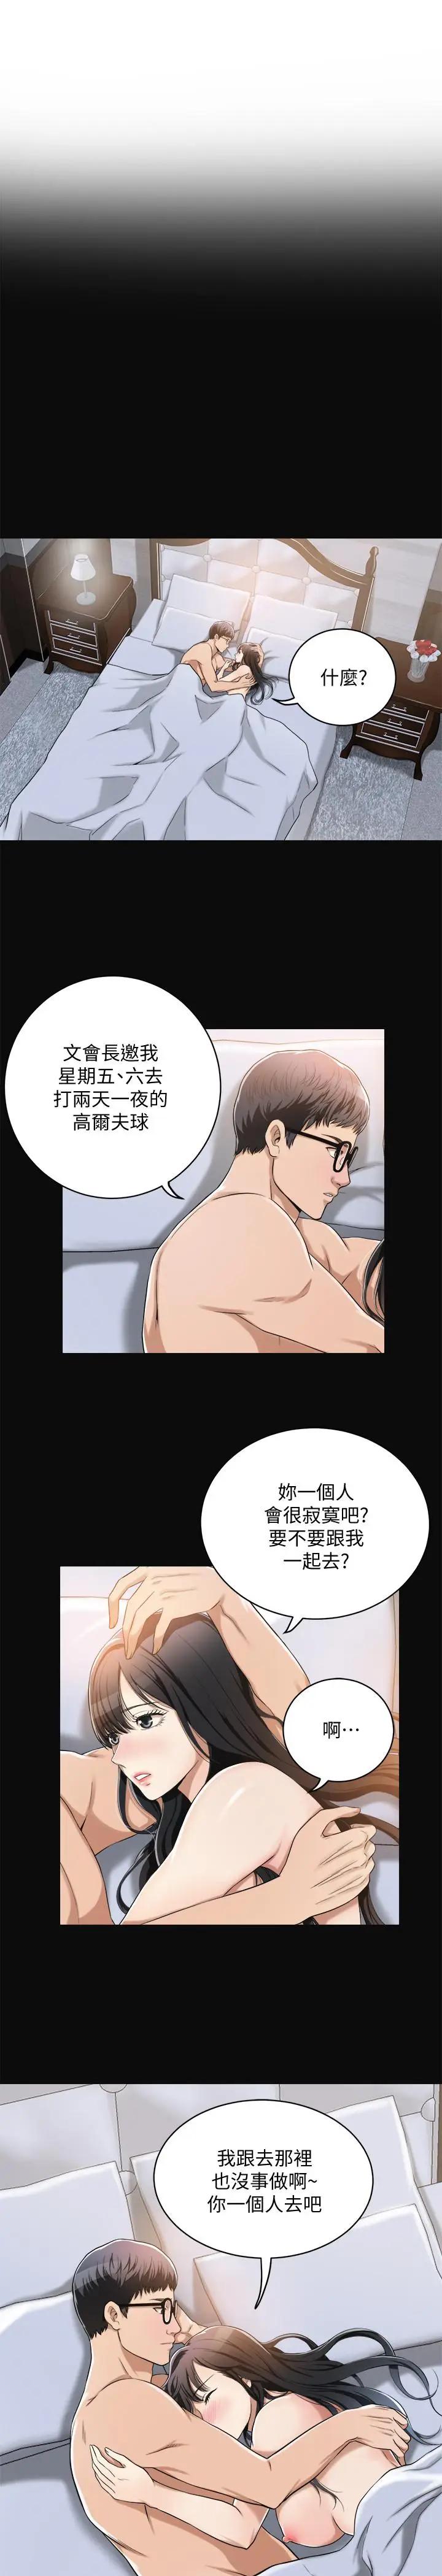 什麼?
文會長邀我
星期五、六去
打兩天一夜的
高爾夫球
妳一個人
會很寂寞吧?
要不要跟我
一起去?
啊⋯
我跟去那裡
也沒事做啊~
你一個人去吧